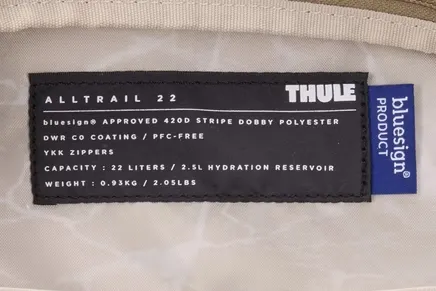 ALLTRAIL 22
THULE
bluesign® APPROVED 420D STRIPE DOBBY POLYESTER
DWR CO COATING / PFC-FREE
YKK ZIPPERS
CAPACITY : 22 LITERS / 2.5L HYDRATION RESERVOIR
WEIGHT : 0.93KG / 2.05LBS
bluesign®
PRODUCT